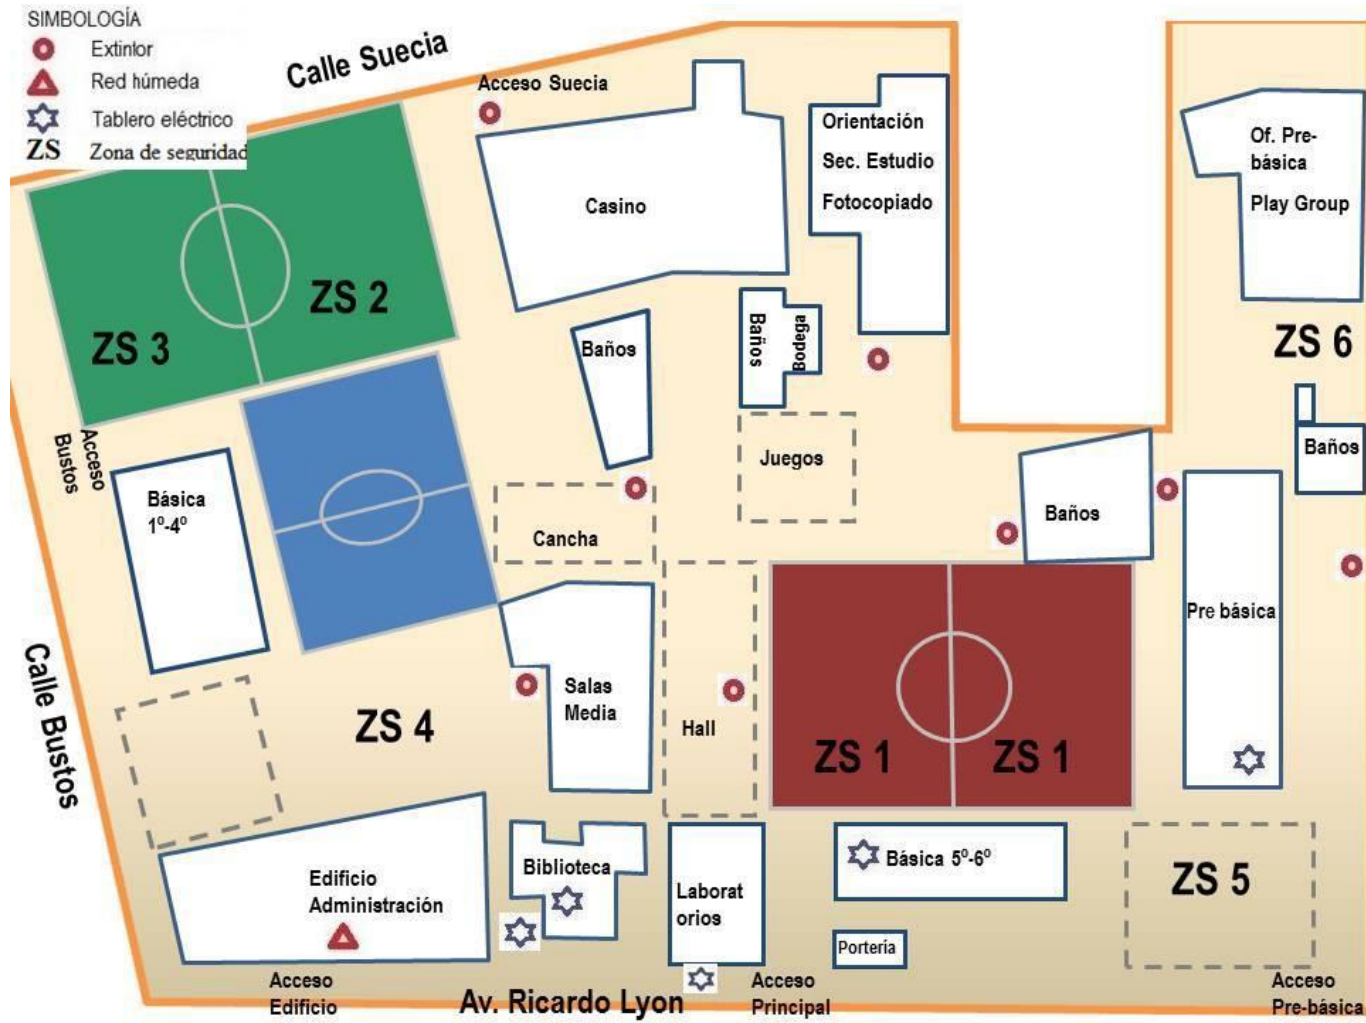 SIMBOLOGÍA
Extintor
Red húmeda
Tablero eléctrico
ZS Zona de seguridad
Calle Suecia
Acceso Suecia
Casino
Orientación
Sec. Estudio
Fotocopiado
Of. Pre-
básica
Play Group
ZS 2
ZS 3
ZS 6
Baños
Baños
Bodega
Acceso
Bustos
Básica
1º-4º
Juegos
Baños
Baños
Cancha
Pre básica
Calle Bustos
Salas
Media
ZS 4
Hall
ZS 1
ZS 1
Edificio
Administración
Biblioteca
Laborat
orios
Básica 5º-6º
ZS 5
Portería
Acceso
Edificio
Av. Ricardo Lyon
Acceso
Principal
Acceso
Pre-básica